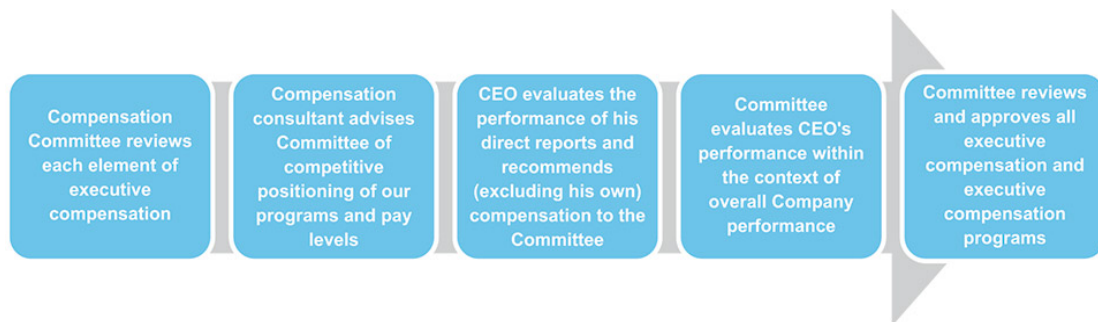 Compensation
Committee reviews
each element of
executive
compensation
Compensation
consultant advises
Committee of
competitive
positioning of our
programs and pay
levels
CEO evaluates the
performance of his
direct reports and
recommends
(excluding his own)
compensation to the
Committee
Committee
evaluates CEO's
performance within
the context of
overall Company
performance
Committee reviews
and approves all
executive
compensation and
executive
compensation
programs